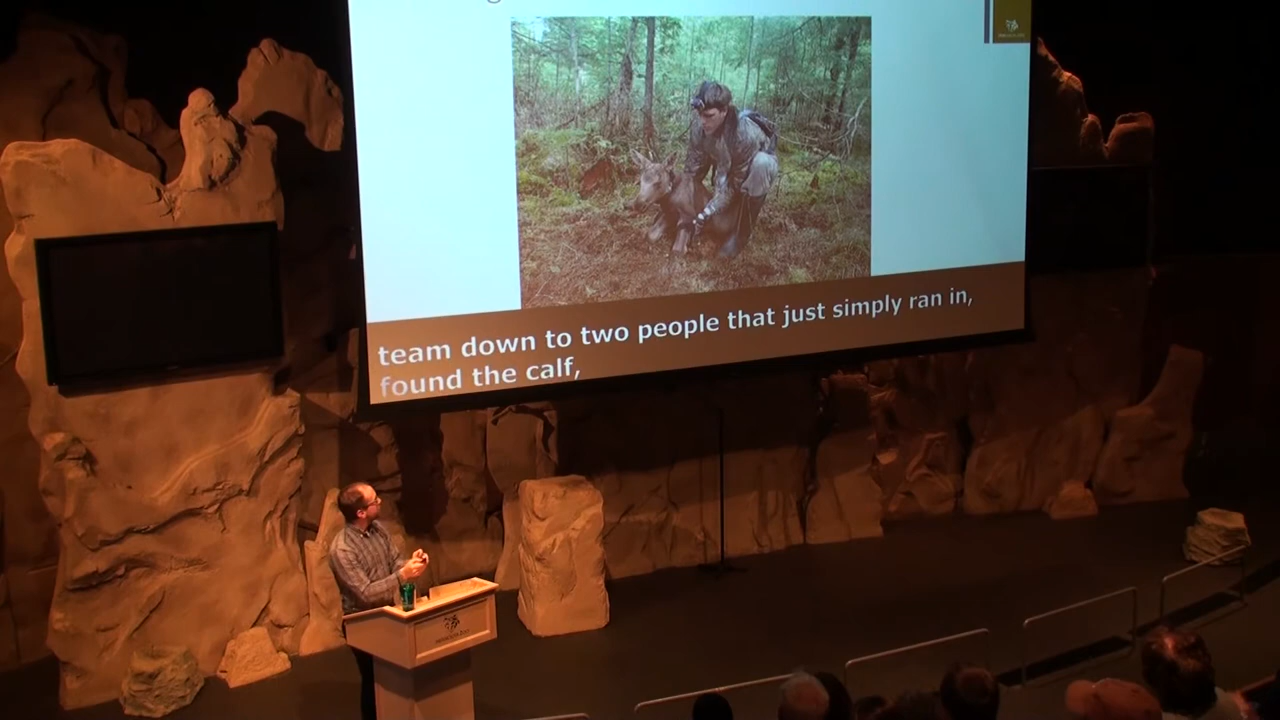 team down to two people that just simply ran in,
found the calf,